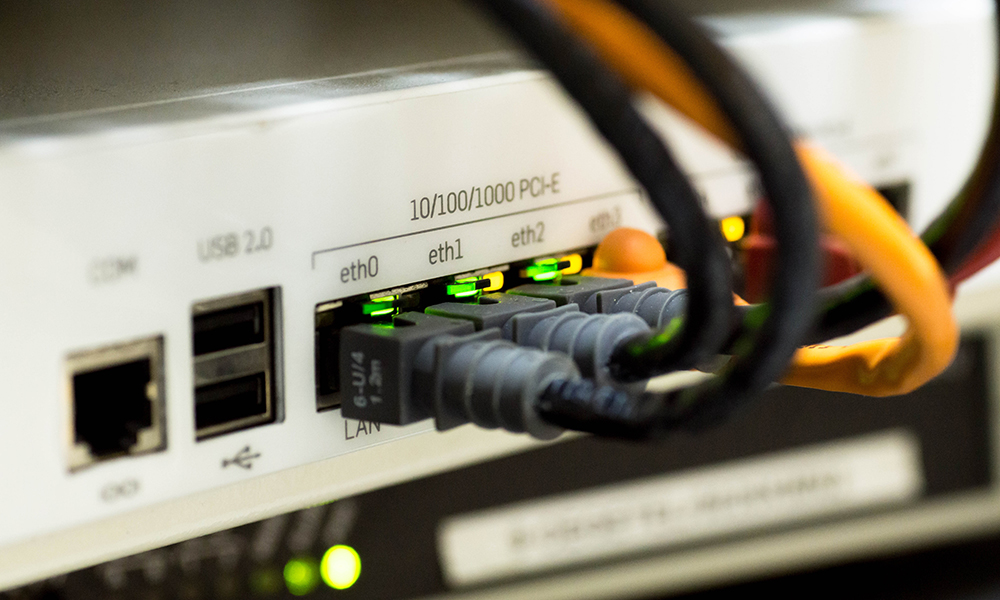 10/100/1000 PCI-E
COM
USB 2.0
eth0
eth1
eth2
eth3
6-U/4
1.2m
LAN